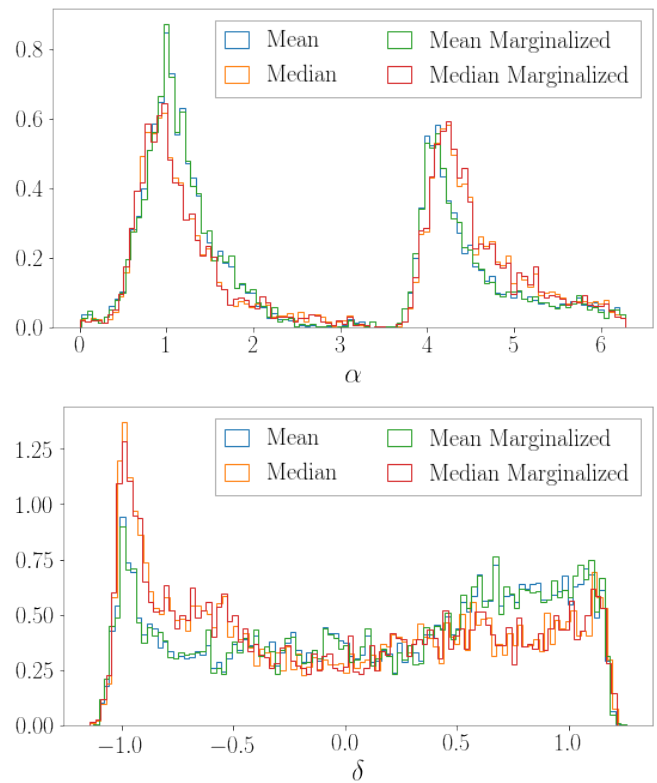 Mean
Mean Marginalized
Median
Median Marginalized
0.8
0.6
0.4
0.2
0.0
0 1 2 3 4 5 6
α
Mean
Mean Marginalized
Median
Median Marginalized
1.25
1.00
0.75
0.50
0.25
0.00
−1.0 −0.5 0.0 0.5 1.0
δ